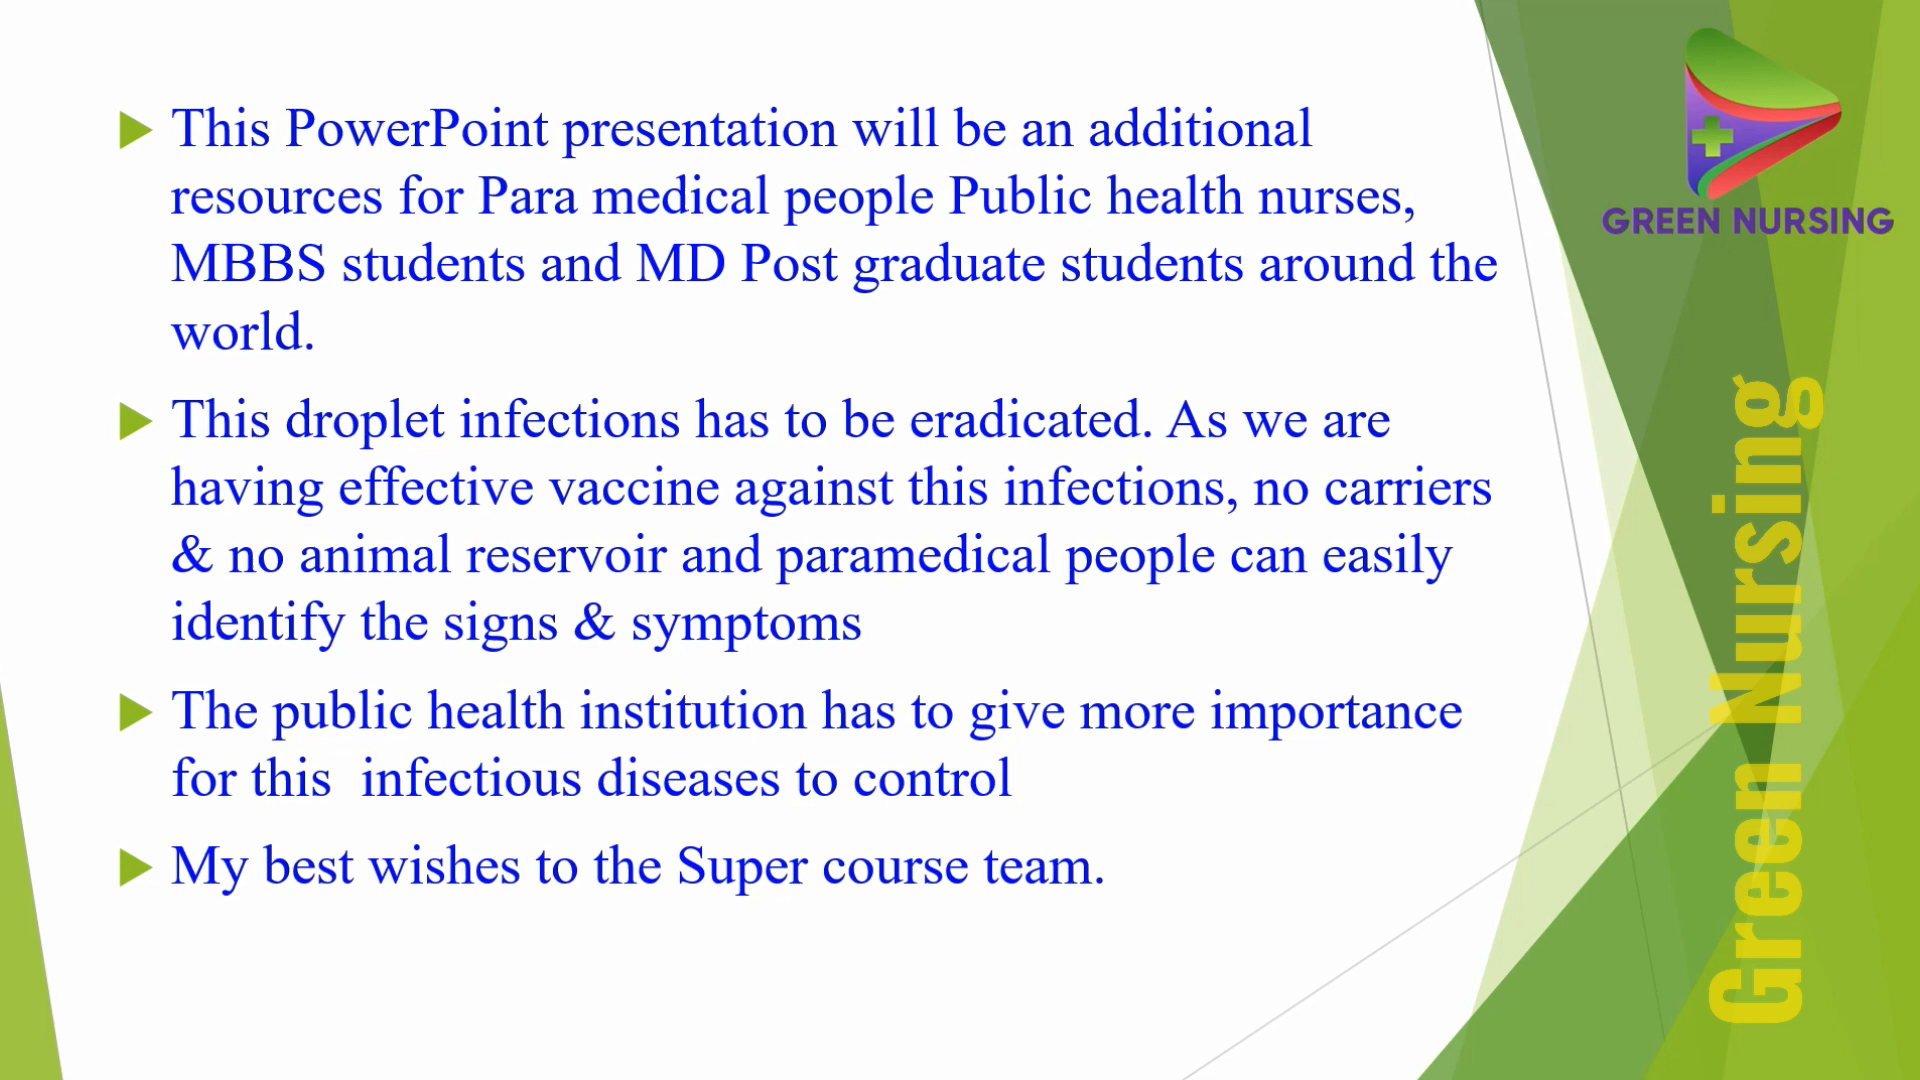 This PowerPoint presentation will be an additional
resources for Para medical people Public health nurses,
MBBS students and MD Post graduate students around the
world.
This droplet infections has to be eradicated. As we are
having effective vaccine against this infections, no carriers
& no animal reservoir and paramedical people can easily
identify the signs & symptoms
The public health institution has to give more importance
for this  infectious diseases to control
My best wishes to the Super course team.
GREEN NURSING
Green Nursing